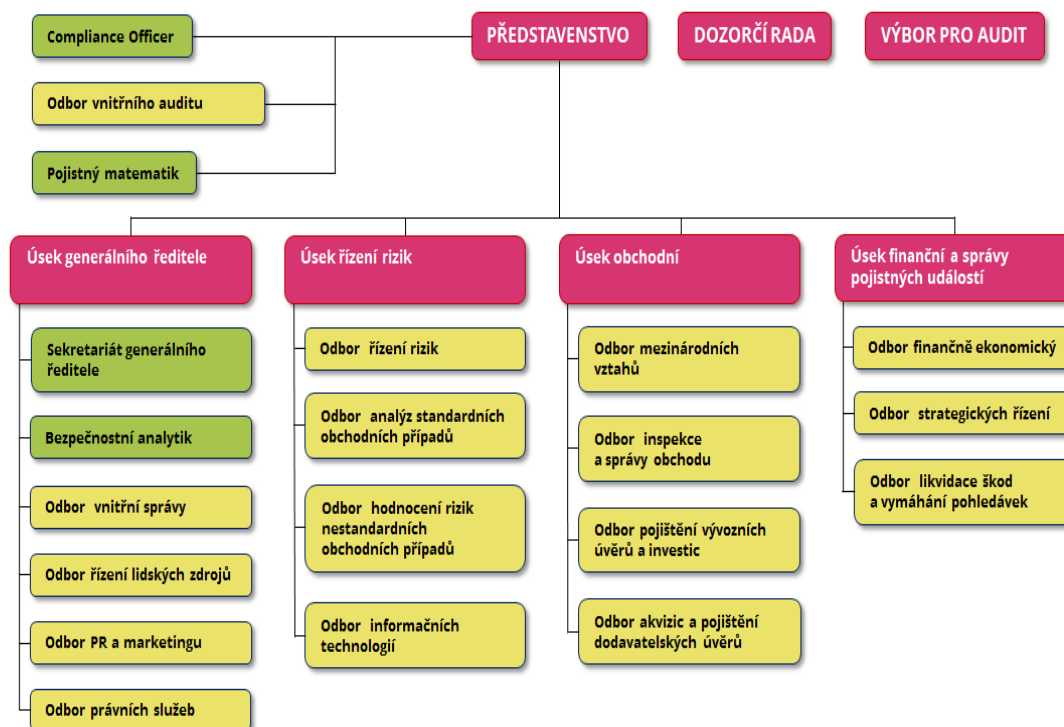 Compliance Officer
PŘEDSTAVENSTVO
DOZORČÍ RADA
VÝBOR PRO AUDIT
Odbor vnitřního auditu
Pojistný matematik
Úsek generálního ředitele
Sekretariát generálního
ředitele
Bezpečnostní analytik
Odbor vnitřní správy
Odbor řízení lidských zdrojů
Odbor PR a marketingu
Odbor právních služeb
Úsek řízení rizik
Odbor řízení rizik
Odbor analýz standardních
obchodních případů
Odbor hodnocení rizik
nestandardních
obchodních případů
Odbor informačních
technologií
Úsek obchodní
Odbor mezinárodních
vztahů
Odbor inspekce
a správy obchodu
Odbor pojištění vývozních
úvěrů a investic
Odbor akvizic a pojištění
dodavatelských úvěrů
Úsek finanční a správy
pojistných událostí
Odbor finančně ekonomický
Odbor strategických řízení
Odbor likvidace škod
a vymáhání pohledávek